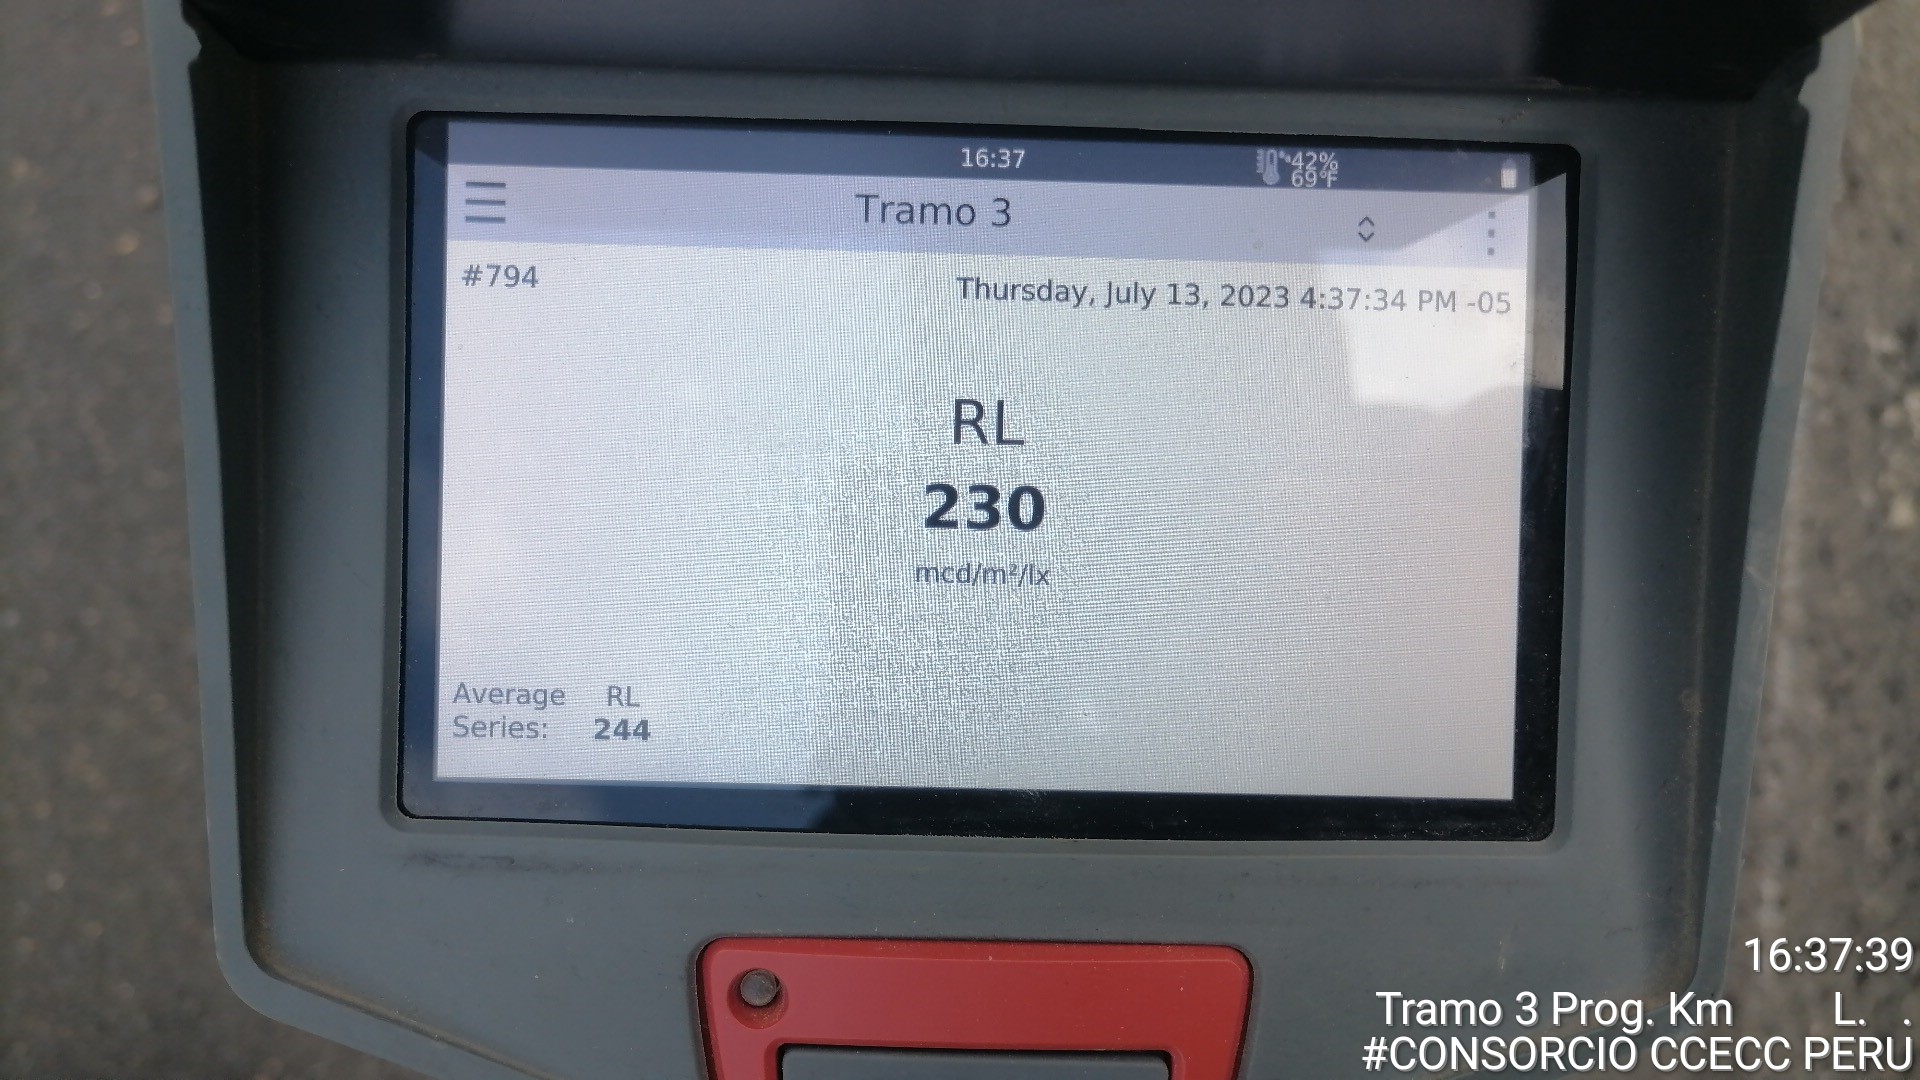 16:37
42%
69°F
Tramo 3
#794
Thursday, July 13, 2023 4:37:34 PM -05
RL
230
mcd/m²/lx
Average RL
Series: 244
16:37:39
Tramo 3 Prog. Km L. .
#CONSORCIO CCECC PERU